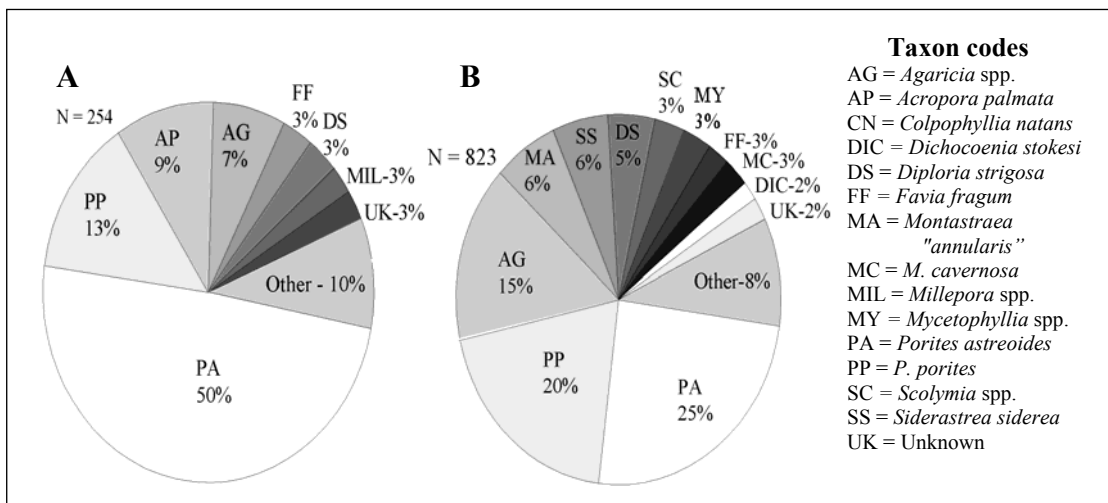 A
N = 254
AP
9%
AG
7%
FF
3%
DS
3%
MIL-3%
UK-3%
PP
13%
Other - 10%
PA
50%
B
N = 823
MA
6%
SS
6%
DS
5%
SC
3%
MY
3%
FF-3%
MC-3%
DIC-2%
UK-2%
AG
15%
Other-8%
PP
20%
PA
25%
Taxon codes
AG = Agaricia spp.
AP = Acropora palmata
CN = Colpophyllia natans
DIC = Dichocoenia stokesi
DS = Diploria strigosa
FF = Favia fragum
MA = Montastraea
"annularis”
MC = M. cavernosa
MIL = Millepora spp.
MY = Mycetophyllia spp.
PA = Porites astreoides
PP = P. porites
SC = Scolymia spp.
SS = Siderastrea siderea
UK = Unknown